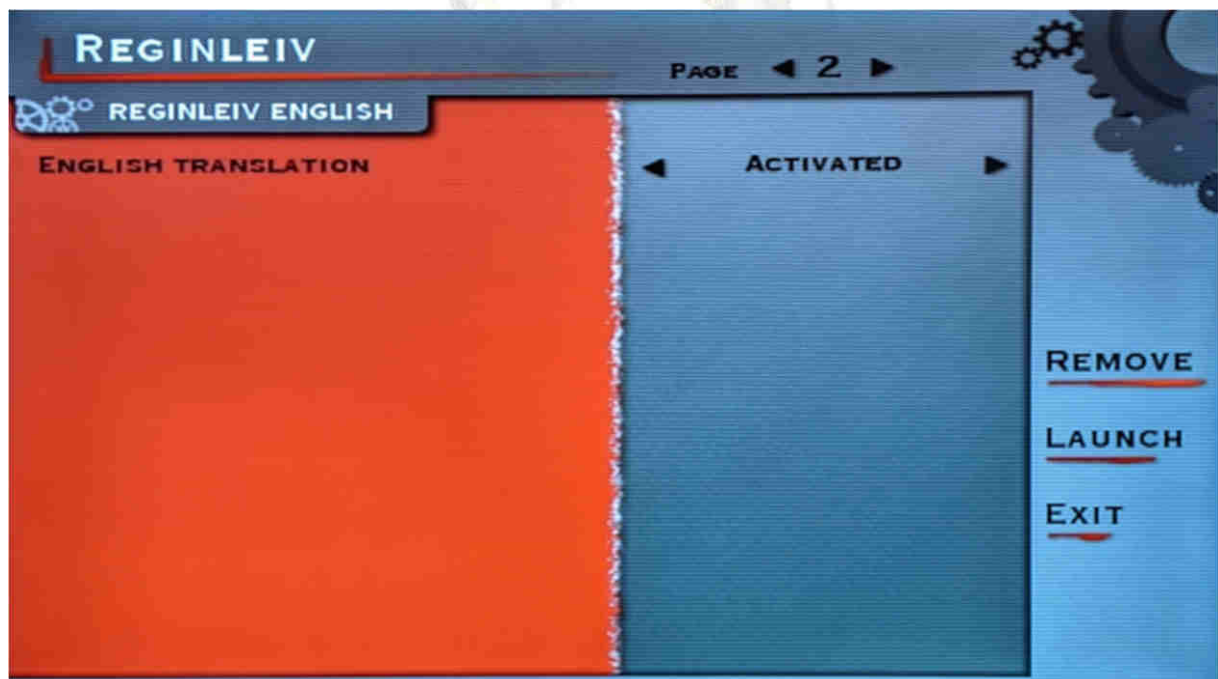 REGINLEIV
PAGE ◀ 2 ▶
REGINLEIV ENGLISH
ENGLISH TRANSLATION ◀ ACTIVATED ▶
REMOVE
LAUNCH
EXIT